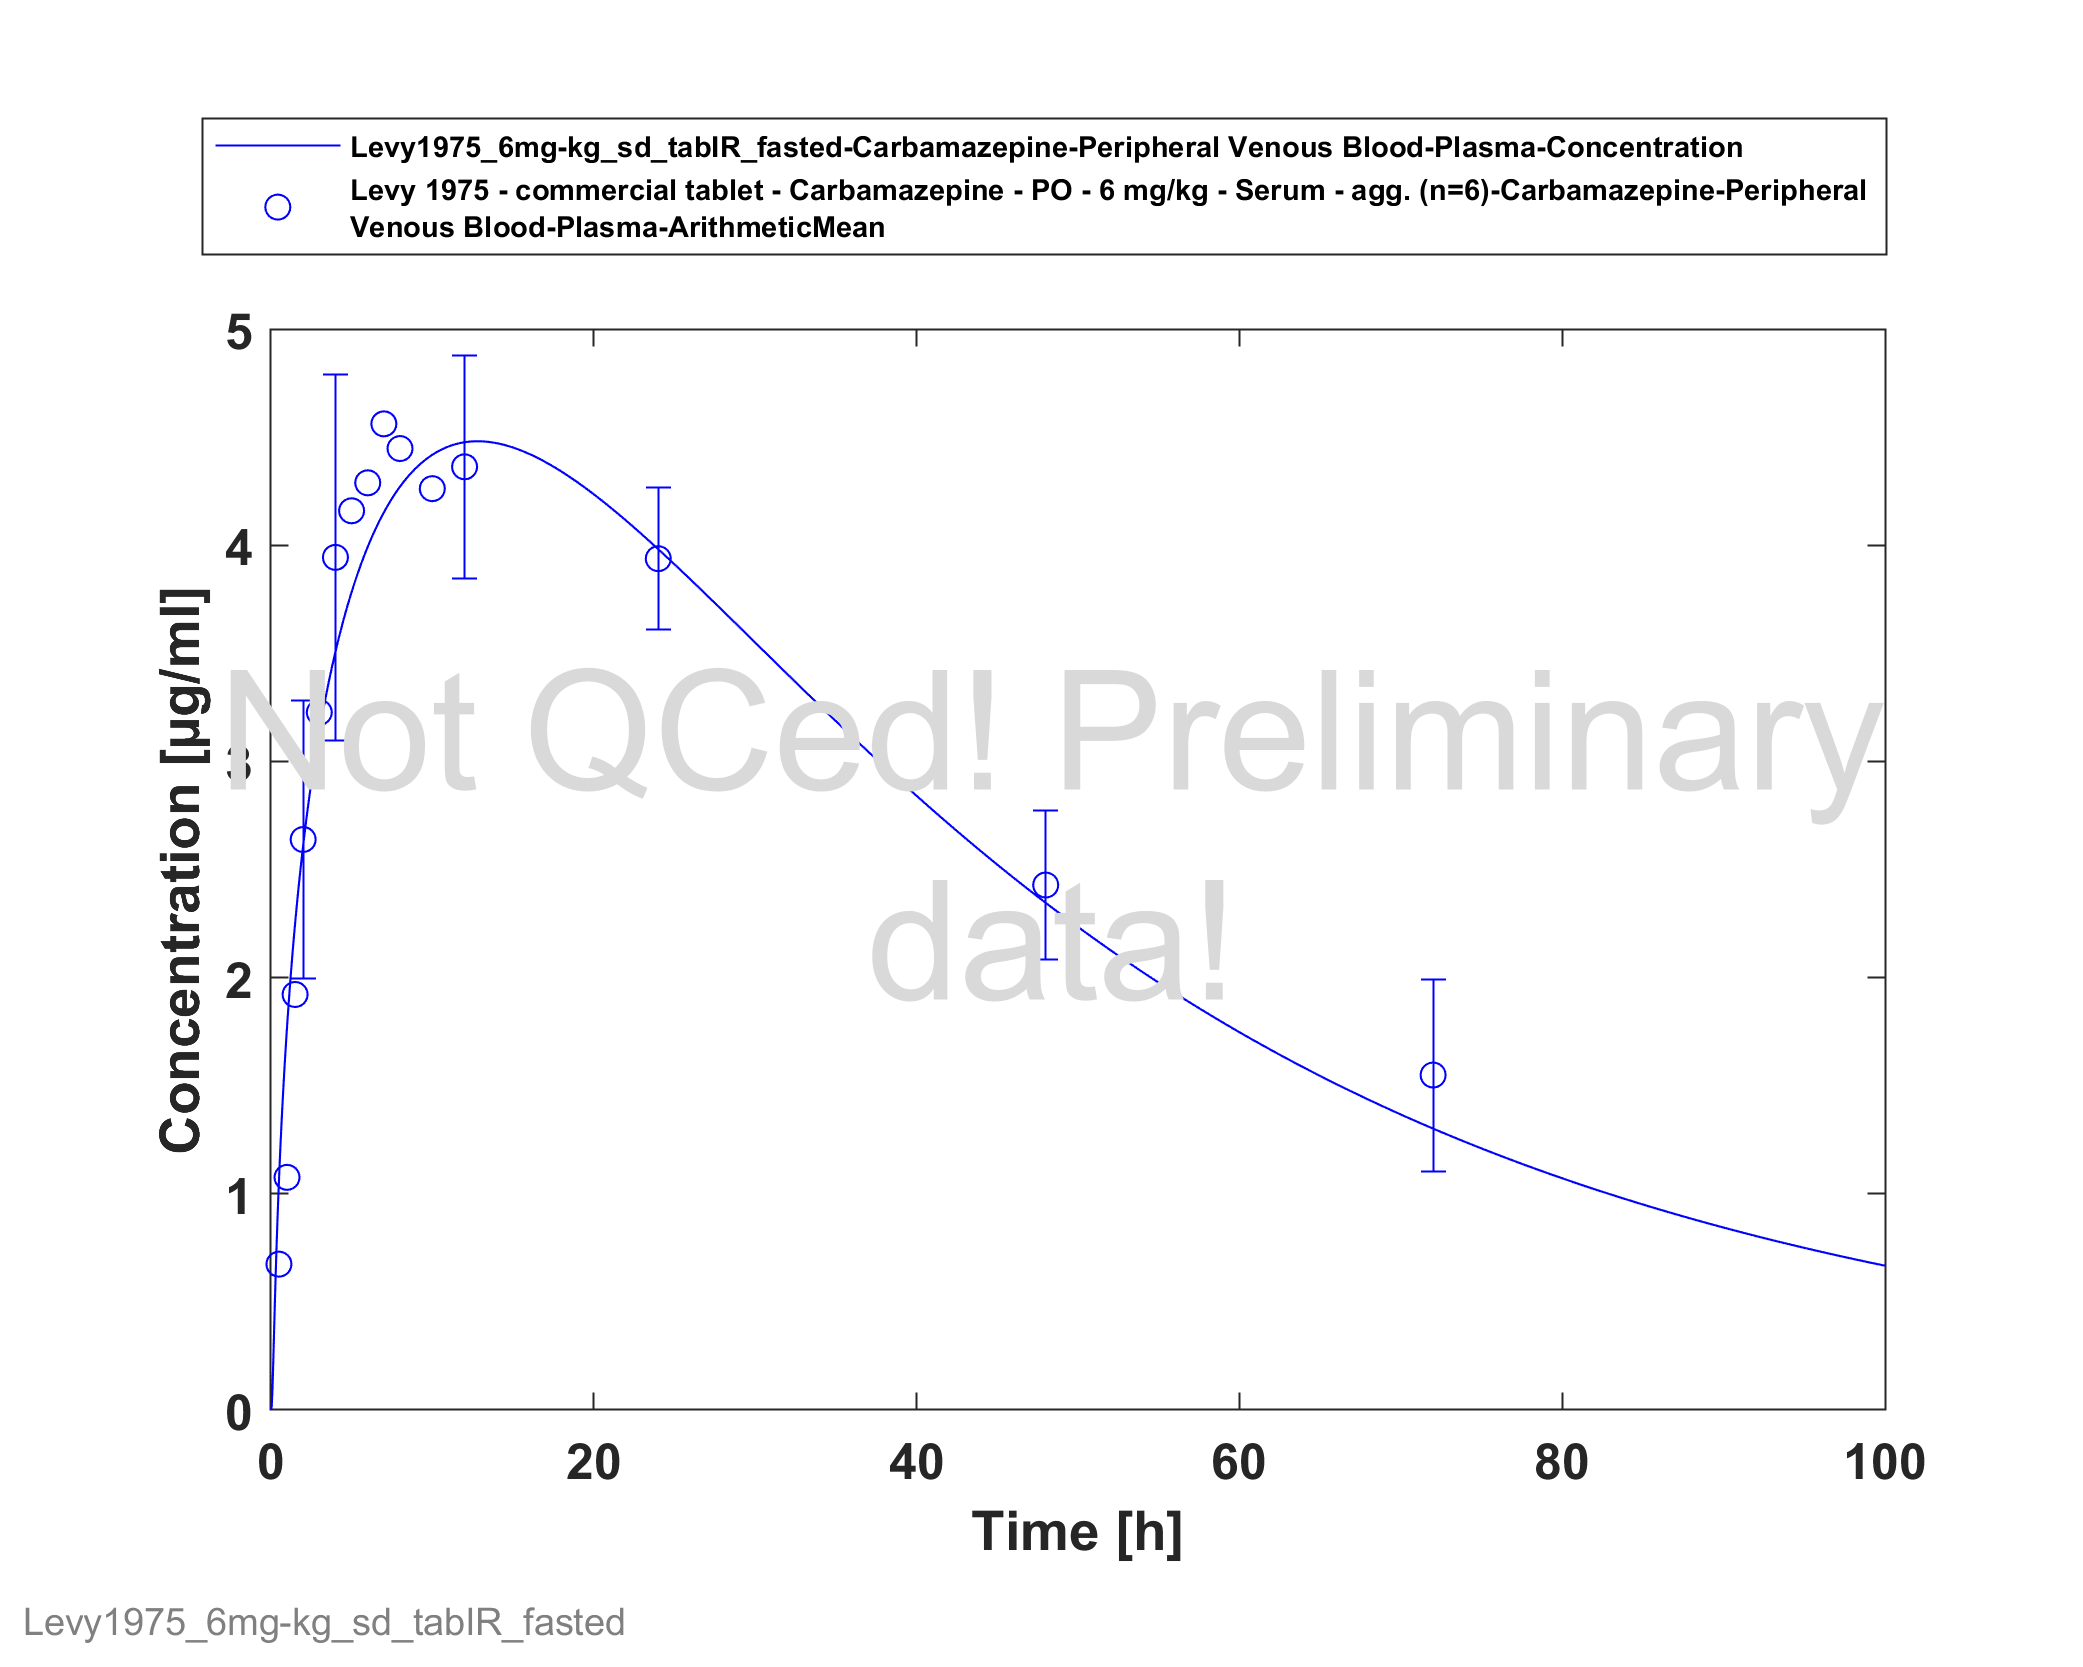 Levy1975_6mg-kg_sd_tablR_fasted-Carbamazepine-Peripheral Venous Blood-Plasma-Concentration
Levy 1975 - commercial tablet - Carbamazepine - PO - 6 mg/kg - Serum - agg. (n=6)-Carbamazepine-Peripheral
Venous Blood-Plasma-ArithmeticMean
5
4
3
2
1
0
Concentration [µg/ml]
Not QCed! Preliminary
data!
0 20 40 60 80 100
Time [h]
Levy1975_6mg-kg_sd_tablR_fasted